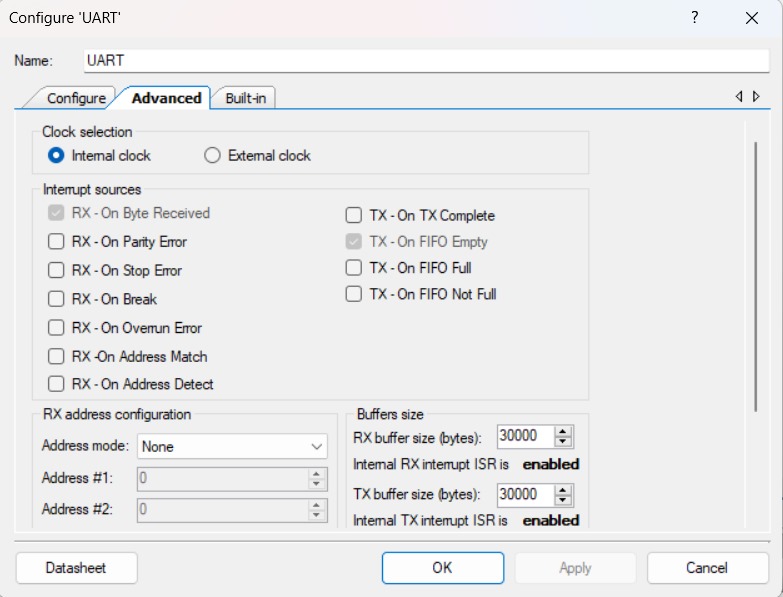 Configure 'UART'
?
Name: UART
Configure Advanced Built-in
Clock selection
Internal clock External clock
Interrupt sources
RX - On Byte Received
RX - On Parity Error
RX - On Stop Error
RX - On Break
RX - On Overrun Error
RX -On Address Match
RX - On Address Detect
TX - On TX Complete
TX - On FIFO Empty
TX - On FIFO Full
TX - On FIFO Not Full
RX address configuration
Address mode: None
Address #1: 0
Address #2: 0
Buffers size
RX buffer size (bytes): 30000
Internal RX interrupt ISR is enabled
TX buffer size (bytes): 30000
Internal TX interrupt ISR is enabled
Datasheet OK Apply Cancel